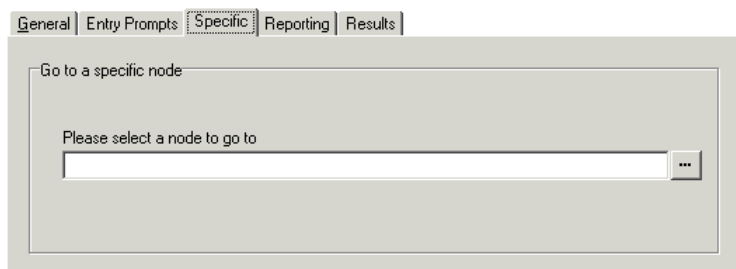 General Entry Prompts Specific Reporting Results
Go to a specific node
Please select a node to go to
...